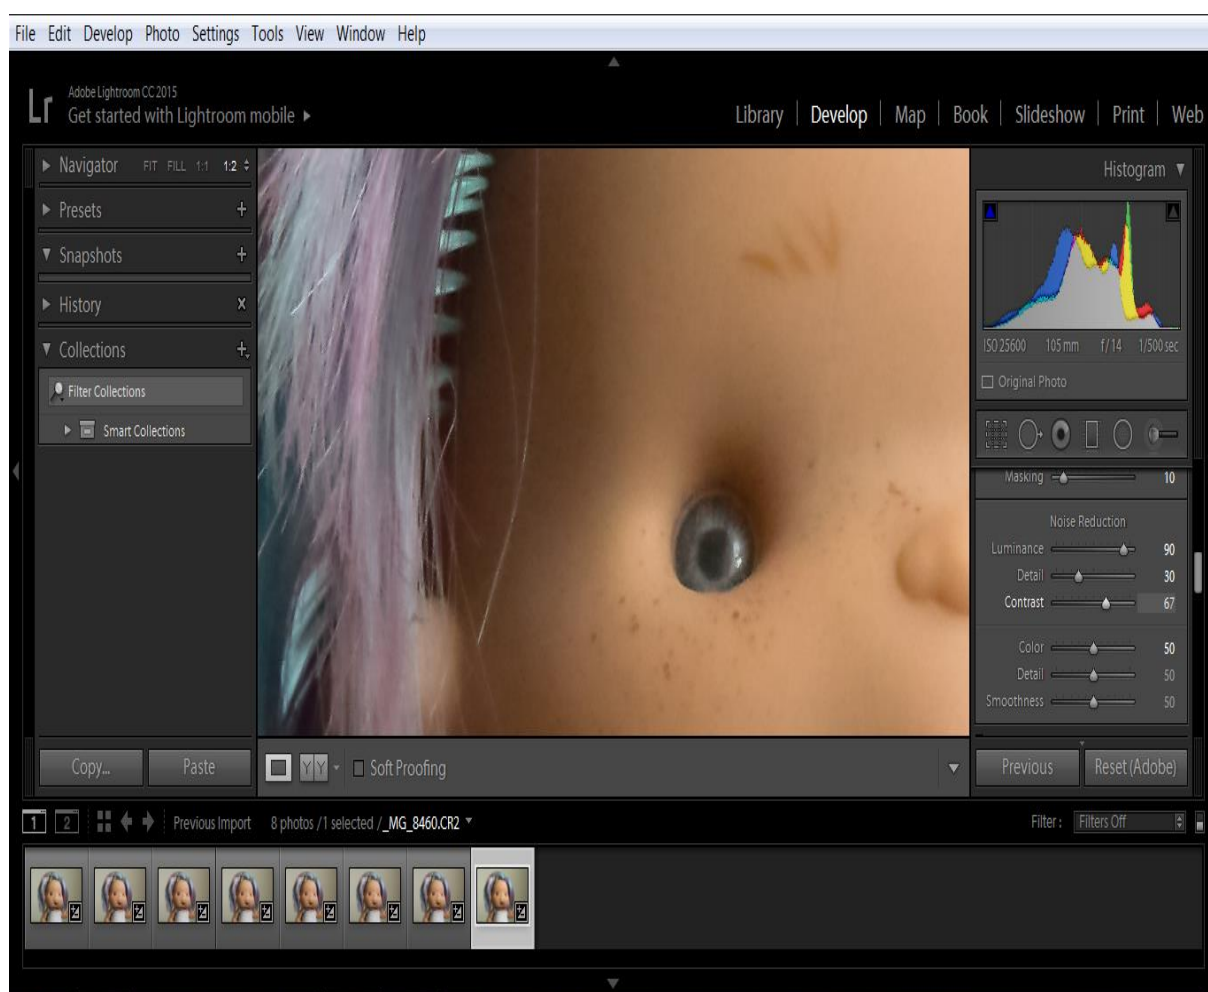 File Edit Develop Photo Settings Tools View Window Help
Lr
Adobe Lightroom CC 2015
Get started with Lightroom mobile
Library | Develop | Map | Book | Slideshow | Print | Web
Navigator FIT FILL 1:1 1:2
Presets
Snapshots
History X
Collections
Filter Collections
Smart Collections
Copy... Paste
Histogram
ISO 25600 105 mm f / 14 1/500 sec
Original Photo
Masking 10
Noise Reduction
Luminance 90
Detail 30
Contrast 67
Color 50
Detail 50
Smoothness 50
Y Y Soft Proofing
Previous Reset (Adobe)
1 2 Previous Import 8 photos / 1 selected / _MG_8460.CR2
Filter : Filters Off